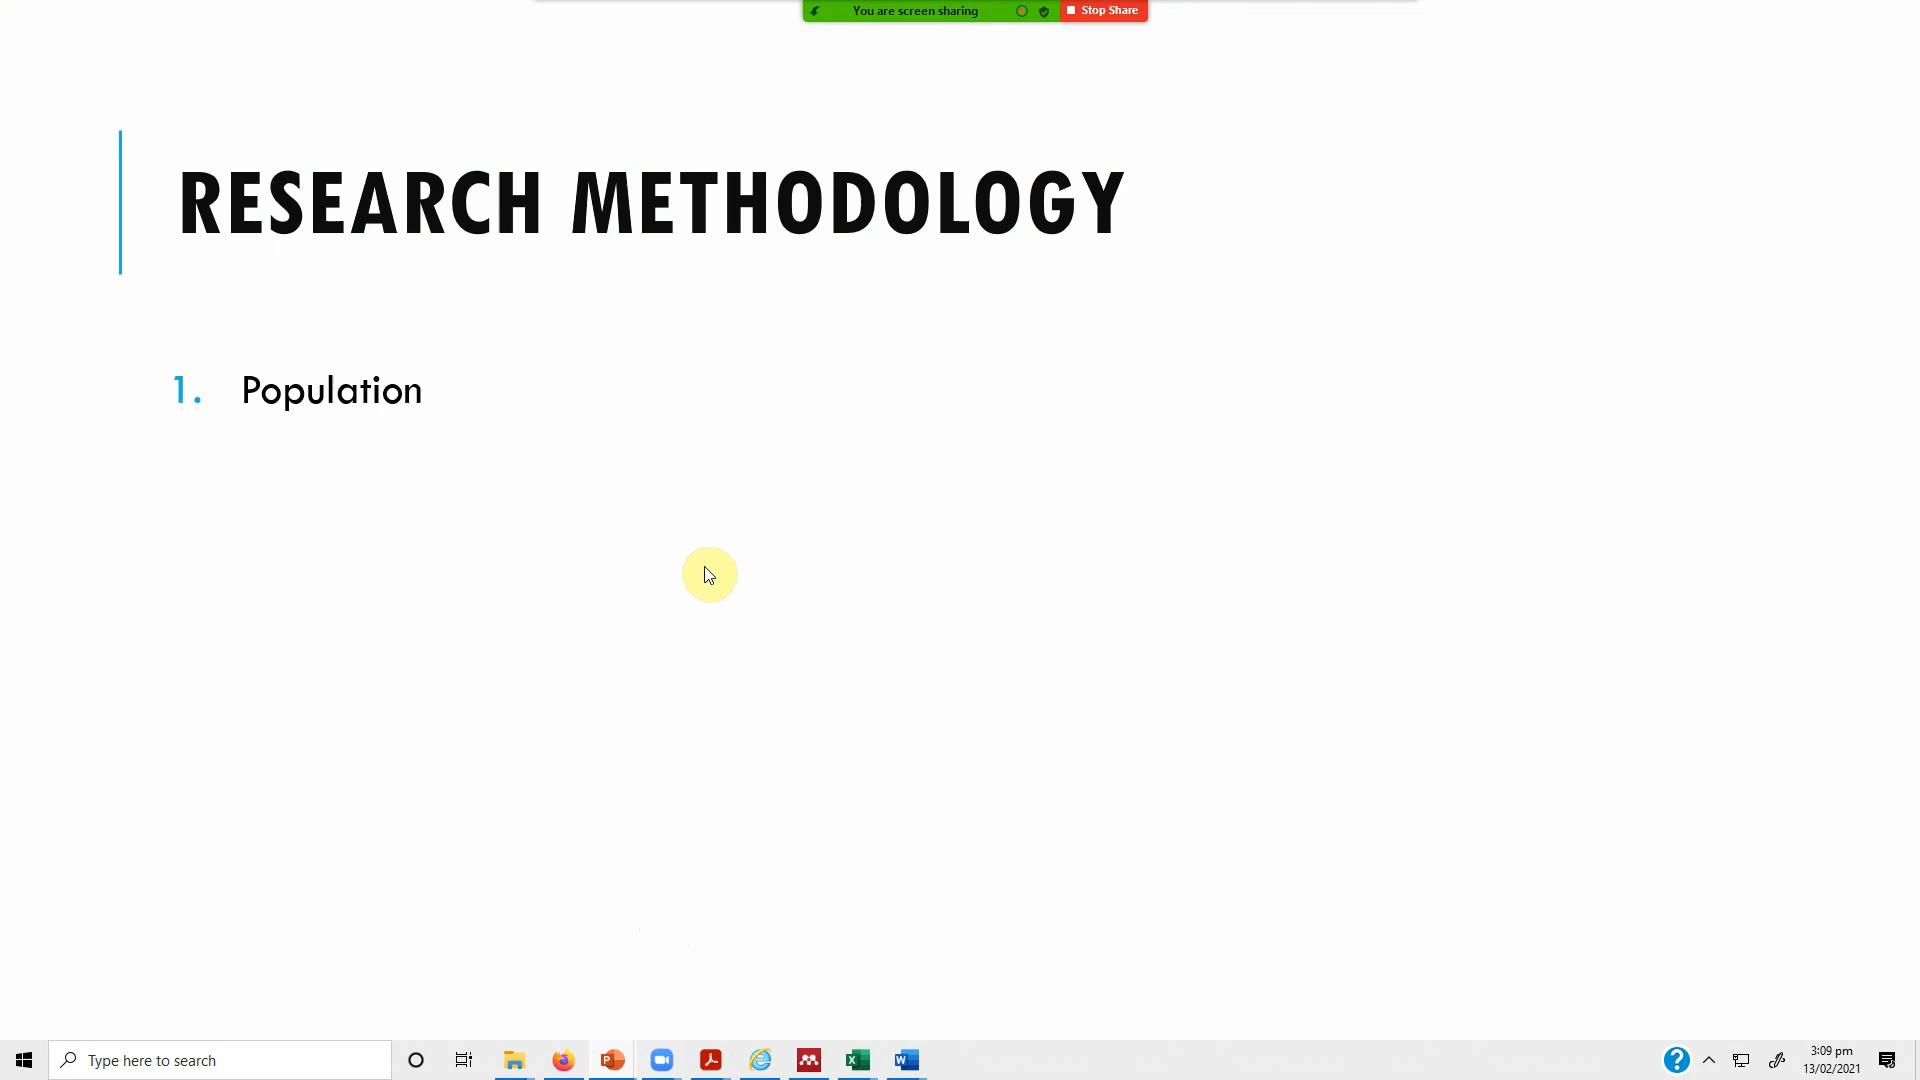 You are screen sharing
Stop Share
RESEARCH METHODOLOGY
1. Population
Type here to search
3:09 pm
13/02/2021